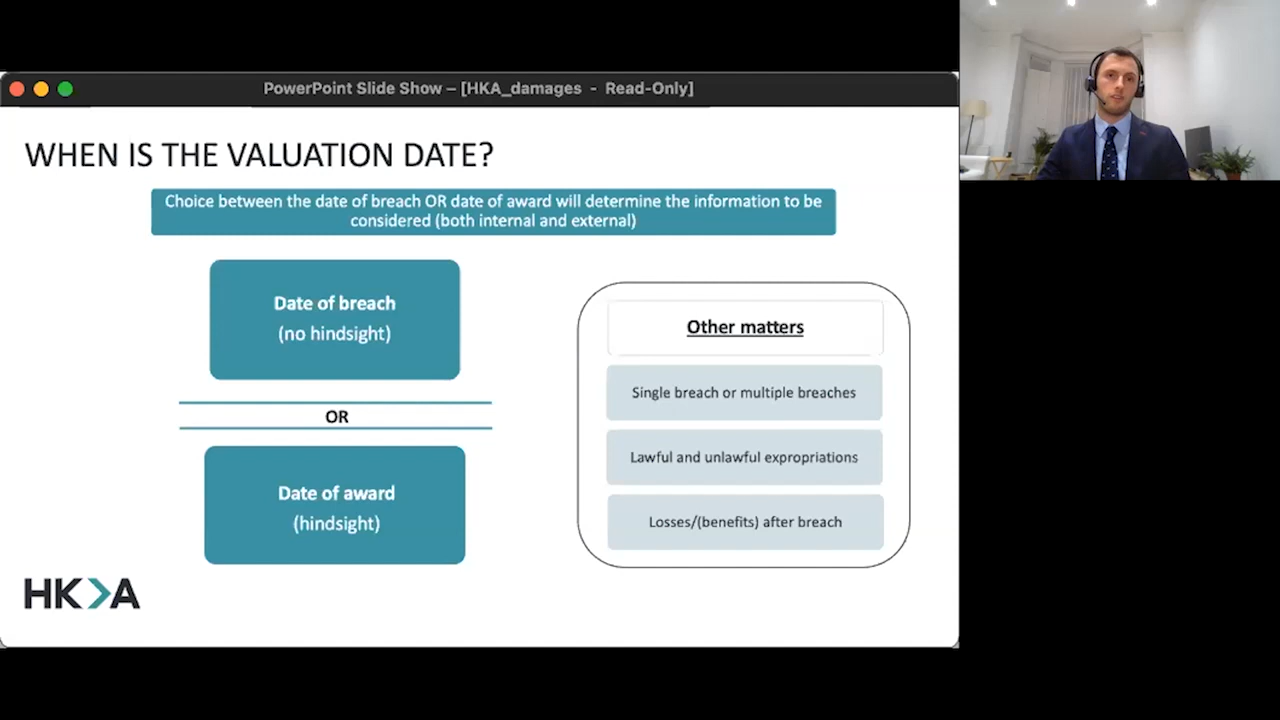 PowerPoint Slide Show – [HKA_damages  -  Read-Only]
WHEN IS THE VALUATION DATE?
Choice between the date of breach OR date of award will determine the information to be
considered (both internal and external)
Date of breach
(no hindsight)
OR
Date of award
(hindsight)
Other matters
Single breach or multiple breaches
Lawful and unlawful expropriations
Losses/(benefits) after breach
HKA